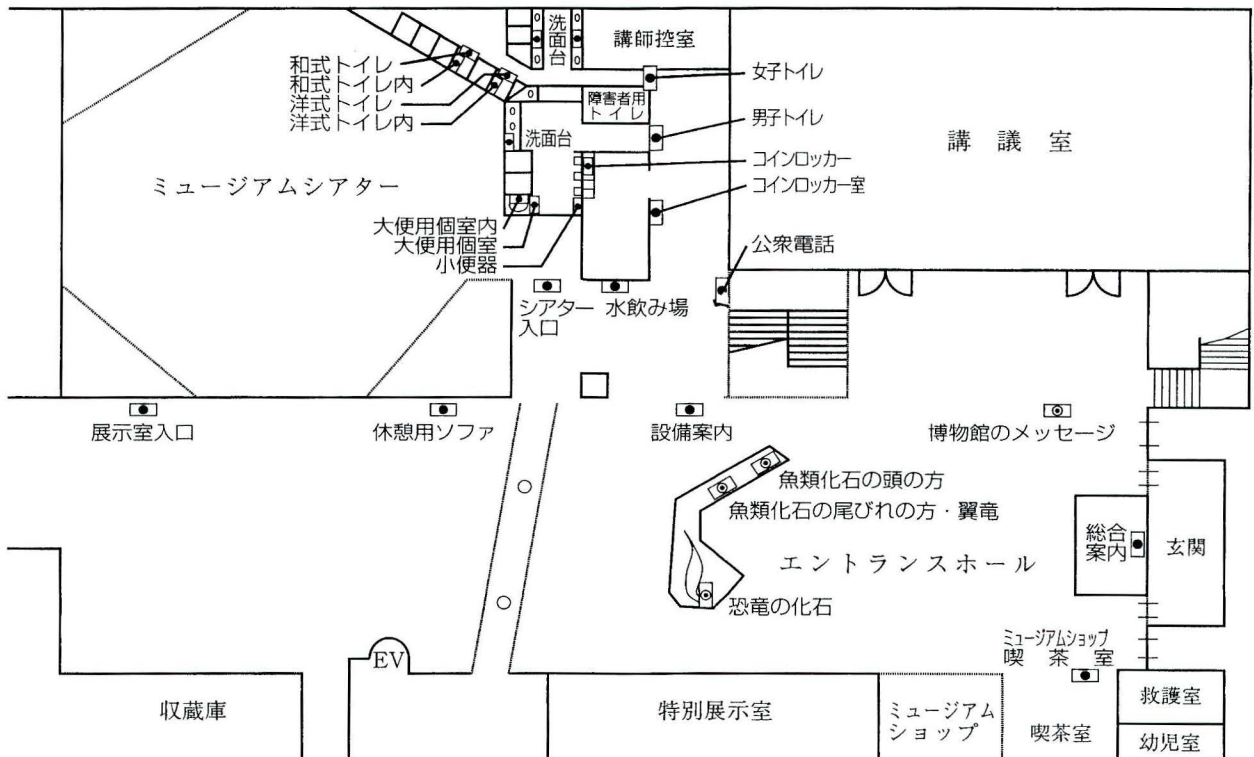 洗面台
講師控室
和式トイレ
和式トイレ内
洋式トイレ
洋式トイレ内
女子トイレ
障害者用
トイレ
男子トイレ
洗面台
講議室
コインロッカー
コインロッカー室
ミュージアムシアター
大便用個室内
大便用個室
小便器
公衆電話
シアター
入口
水飲み場
展示室入口
休憩用ソファ
設備案内
博物館のメッセージ
魚類化石の頭の方
魚類化石の尾びれの方・翼竜
総合
案内
玄関
エントランスホール
恐竜の化石
ミュージアムショップ
喫茶室
EV
収蔵庫
特別展示室
ミュージアム
ショップ
喫茶室
救護室
幼児室